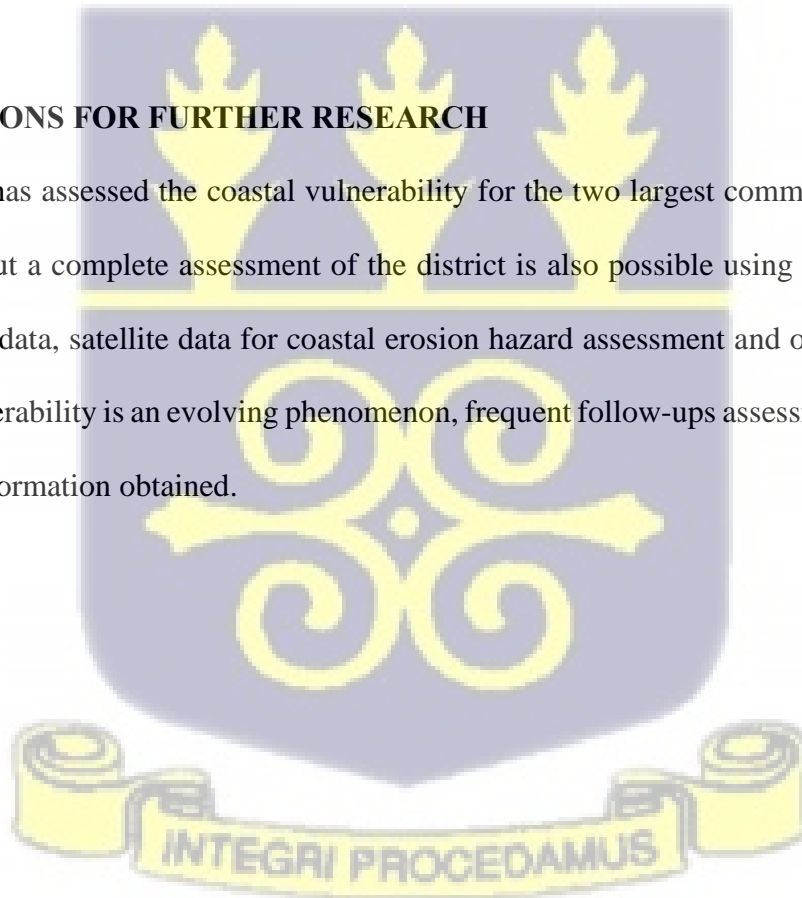 ONS FOR FURTHER RESEARCH
has assessed the coastal vulnerability for the two largest comm
ut a complete assessment of the district is also possible using
data, satellite data for coastal erosion hazard assessment and o
erability is an evolving phenomenon, frequent follow-ups assess
ormation obtained.
INTEGRI PROCEDAMUS